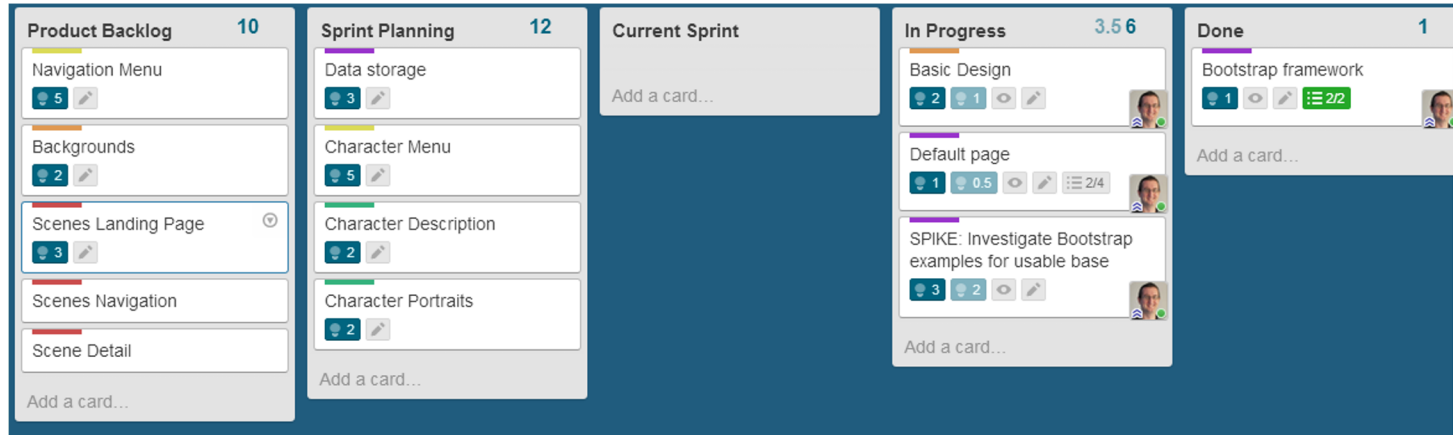 Product Backlog 10
Navigation Menu
5
Backgrounds
2
Scenes Landing Page
3
Scenes Navigation
Scene Detail
Add a card...
Sprint Planning 12
Data storage
3
Character Menu
5
Character Description
2
Character Portraits
2
Add a card...
Current Sprint
Add a card...
In Progress 3.5 6
Basic Design
2 1
Default page
1 0.5 2/4
SPIKE: Investigate Bootstrap
examples for usable base
3 2
Add a card...
Done 1
Bootstrap framework
1 2/2
Add a card...